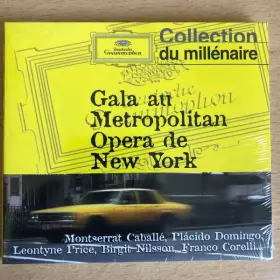 Deutsche
Grammophon
Collection
du millénaire
Gala au
Metropolitan
Opera de
New York
Montserrat Caballé, Plácido Domingo,
Leontyne Price, Birgit Nilsson, Franco Corelli...